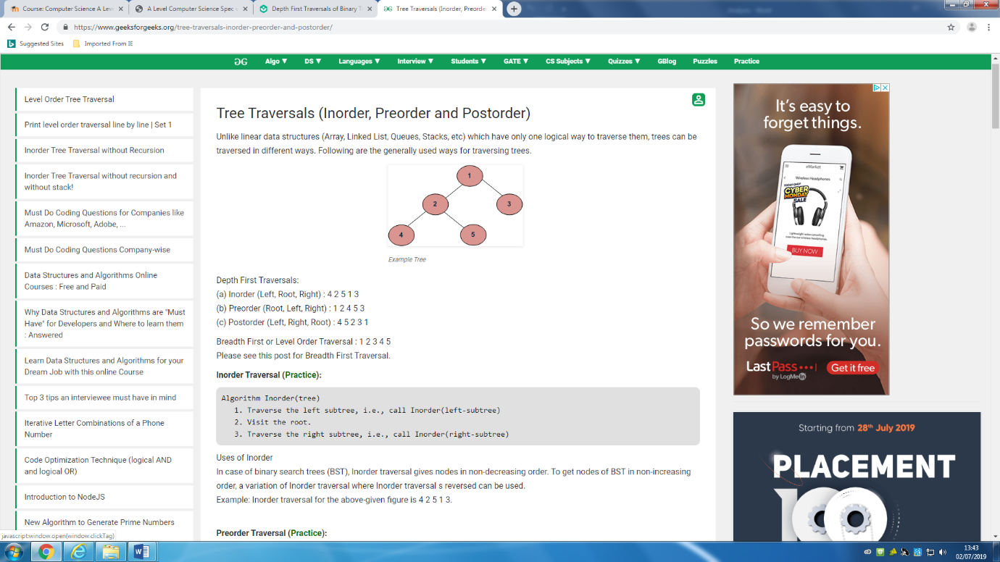 Course: Computer Science A Lev
A Level Computer Science Spec v
Depth First Traversals of Binary T
Tree Traversals (Inorder, Preorder
https://www.geeksforgeeks.org/tree-traversals-inorder-preorder-and-postorder/
Suggested Sites
Imported From IE
Algo ▼ DS ▼ Languages ▼ Interview ▼ Students ▼ GATE ▼ CS Subjects ▼ Quizzes ▼ GBlog Puzzles Practice
Level Order Tree Traversal
Print level order traversal line by line | Set 1
Inorder Tree Traversal without Recursion
Inorder Tree Traversal without recursion and
without stack!
Must Do Coding Questions for Companies like
Amazon, Microsoft, Adobe, ...
Must Do Coding Questions Company-wise
Data Structures and Algorithms Online
Courses : Free and Paid
Why Data Structures and Algorithms are "Must
Have" for Developers and Where to learn them
: Answered
Learn Data Structures and Algorithms for your
Dream Job with this online Course
Top 3 tips an interviewee must have in mind
Iterative Letter Combinations of a Phone
Number
Code Optimization Technique (logical AND
and logical OR)
Introduction to NodeJS
New Algorithm to Generate Prime Numbers
javascript:window.open(window.clickTag)
Tree Traversals (Inorder, Preorder and Postorder)
Unlike linear data structures (Array, Linked List, Queues, Stacks, etc) which have only one logical way to traverse them, trees can be
traversed in different ways. Following are the generally used ways for traversing trees.
1
2
3
4
5
Example Tree
Depth First Traversals:
(a) Inorder (Left, Root, Right) : 4 2 5 1 3
(b) Preorder (Root, Left, Right) : 1 2 4 5 3
(c) Postorder (Left, Right, Root) : 4 5 2 3 1
Breadth First or Level Order Traversal : 1 2 3 4 5
Please see this post for Breadth First Traversal.
Inorder Traversal (Practice):
Algorithm Inorder(tree)
1. Traverse the left subtree, i.e., call Inorder(left-subtree)
2. Visit the root.
3. Traverse the right subtree, i.e., call Inorder(right-subtree)
Uses of Inorder
In case of binary search trees (BST), Inorder traversal gives nodes in non-decreasing order. To get nodes of BST in non-increasing
order, a variation of Inorder traversal where Inorder traversal s reversed can be used.
Example: Inorder traversal for the above-given figure is 4 2 5 1 3.
Preorder Traversal (Practice):
It's easy to
forget things.
eMarket
Wireless Headphones
TODAY ONLY
CYBER
MONDAY
SALE
BUY NOW
So we remember
passwords for you.
LastPass
by LogMeIn
Get it free
Starting from 28th July 2019
PLACEMENT
100
13:43
02/07/2019